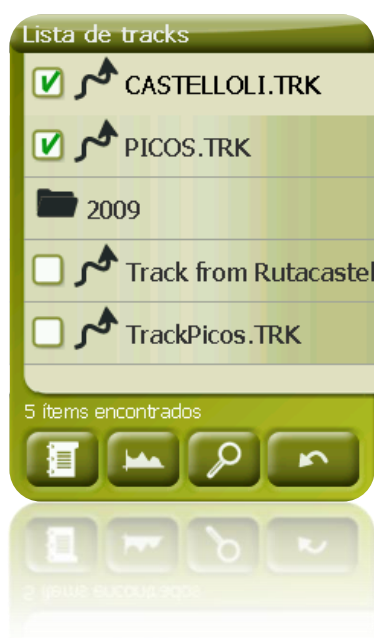 Lista de tracks
CASTELLOLI.TRK
PICOS.TRK
2009
Track from Rutacastel
TrackPicos.TRK
5 ítems encontrados